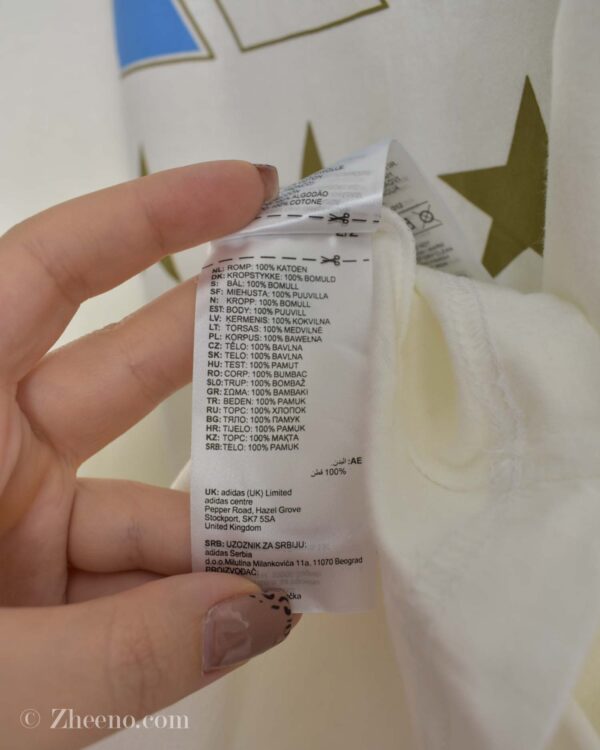 ALGODÃO
100% COTONE
NL: ROMP: 100% KATOEN
DK: KROPSTYKKE: 100% BOMULD
S: BÅL: 100% BOMULL
SF: MIEHUSTA: 100% PUUVILLA
N: KROPP: 100% BOMULL
EST: BODY: 100% PUUVILL
LV: KERMENIS: 100% KOKVILNA
LT: TORSAS: 100% MEDVILNĖ
PL: KORPUS: 100% BAWEŁNA
CZ: TĚLO: 100% BAVLNA
SK: TELO: 100% BAVLNA
HU: TEST: 100% PAMUT
RO: CORP: 100% BUMBAC
SLO: TRUP: 100% BOMBAŽ
GR: ΣΩΜΑ: 100% ΒΑΜΒΑΚΙ
TR: BEDEN: 100% PAMUK
RU: ТОРС: 100% ХЛОПОК
BG: ТЯЛО: 100% ПАМУК
HR: TIJELO: 100% PAMUK
KZ: ТОРС: 100% МАКТА
SRB: TELO: 100% PAMUK
AE: البدن:
100% قطن
UK: adidas (UK) Limited
adidas centre
Pepper Road, Hazel Grove
Stockport, SK7 5SA
United Kingdom
SRB: UZOZNIK ZA SRBIJU:
adidas Serbia
d.o.o.Milutina Milankovića 11a, 11070 Beograd
PROIZVOĐAČ:
© Zheeno.com